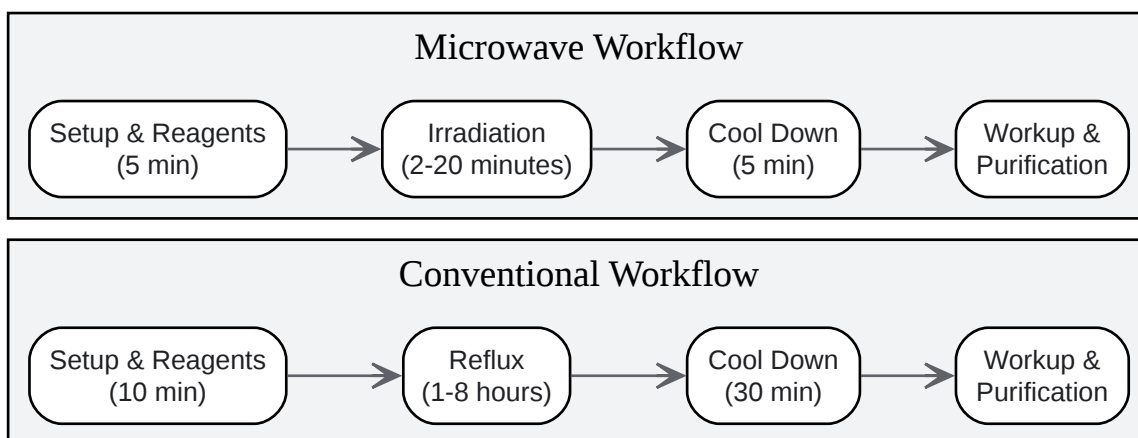 Microwave Workflow
Setup & Reagents
(5 min)
Irradiation
(2-20 minutes)
Cool Down
(5 min)
Workup &
Purification
Conventional Workflow
Setup & Reagents
(10 min)
Reflux
(1-8 hours)
Cool Down
(30 min)
Workup &
Purification